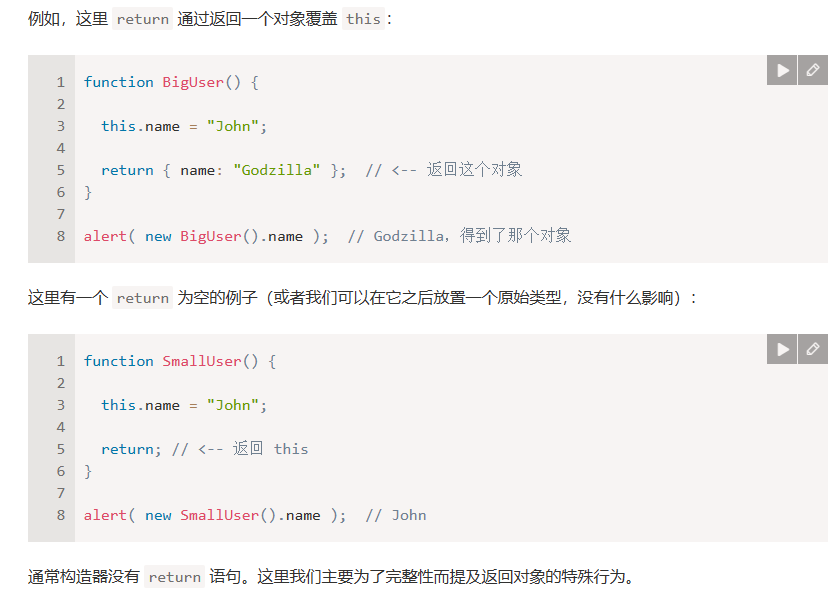 例如，这里 return 通过返回一个对象覆盖 this：
1 function BigUser() {
2
3 this.name = "John";
4
5 return { name: "Godzilla" };  // <-- 返回这个对象
6 }
7
8 alert( new BigUser().name );  // Godzilla，得到了那个对象
这里有一个 return 为空的例子（或者我们可以在它之后放置一个原始类型，没有什么影响）：
1 function SmallUser() {
2
3 this.name = "John";
4
5 return; // <-- 返回 this
6 }
7
8 alert( new SmallUser().name );  // John
通常构造器没有 return 语句。这里我们主要为了完整性而提及返回对象的特殊行为。